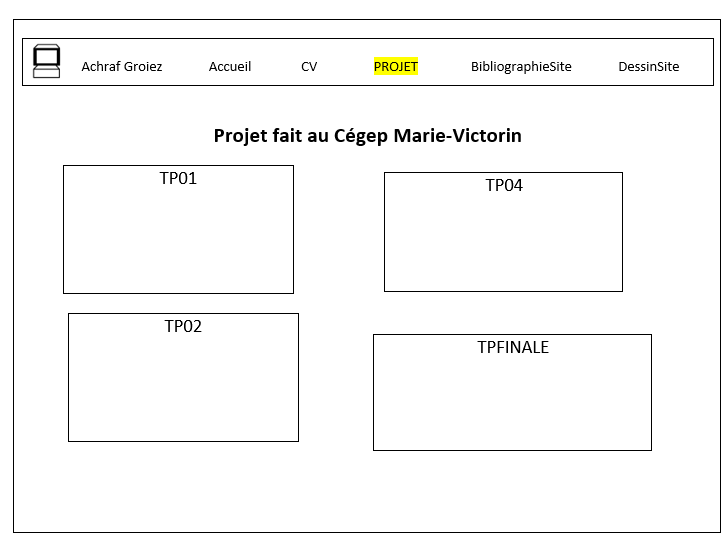 Achraf Groiez Accueil CV PROJET BibliographieSite DessinSite
Projet fait au Cégep Marie-Victorin
TP01
TP04
TP02
TPFINALE